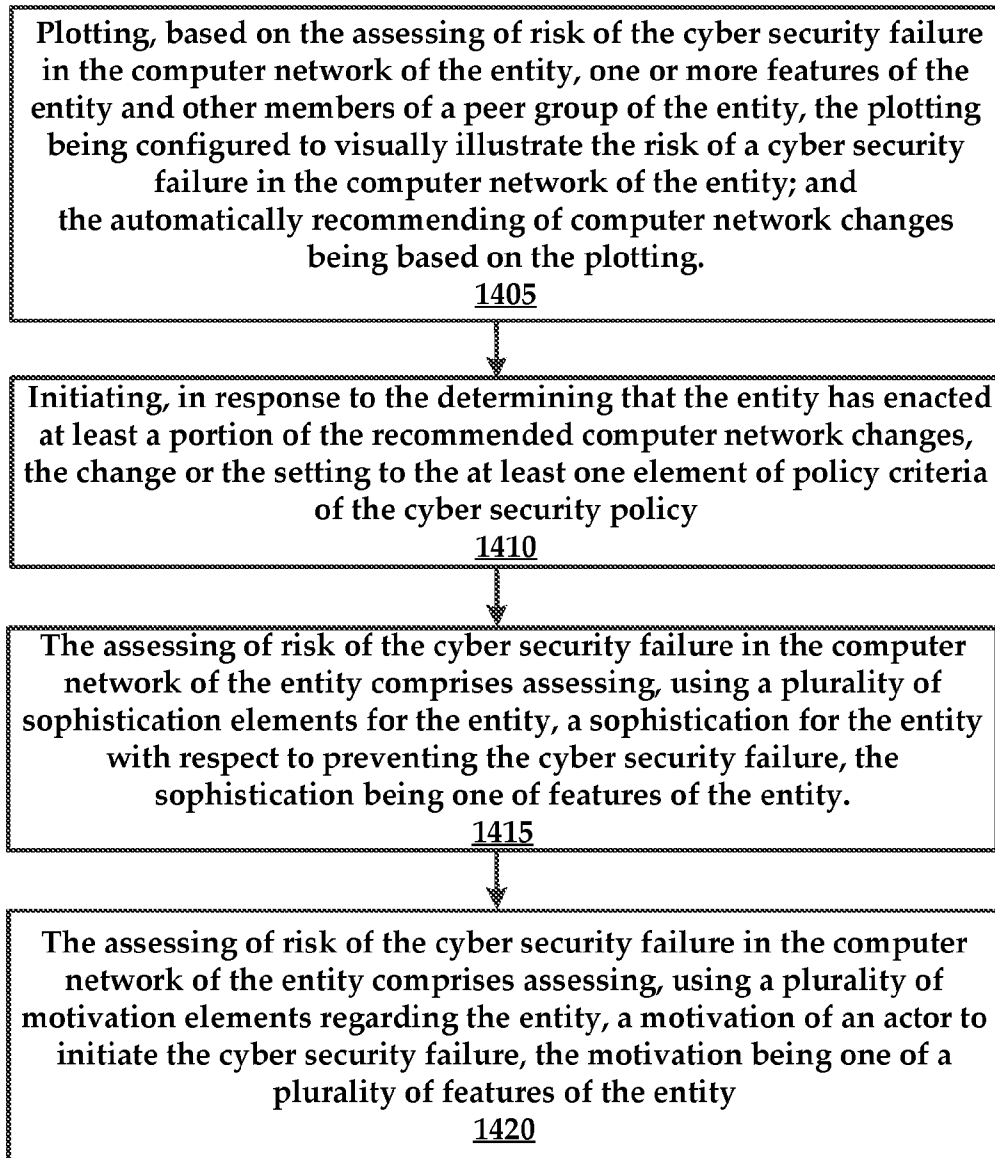 Plotting, based on the assessing of risk of the cyber security failure
in the computer network of the entity, one or more features of the
entity and other members of a peer group of the entity, the plotting
being configured to visually illustrate the risk of a cyber security
failure in the computer network of the entity; and
the automatically recommending of computer network changes
being based on the plotting.
1405
Initiating, in response to the determining that the entity has enacted
at least a portion of the recommended computer network changes,
the change or the setting to the at least one element of policy criteria
of the cyber security policy
1410
The assessing of risk of the cyber security failure in the computer
network of the entity comprises assessing, using a plurality of
sophistication elements for the entity, a sophistication for the entity
with respect to preventing the cyber security failure, the
sophistication being one of features of the entity.
1415
The assessing of risk of the cyber security failure in the computer
network of the entity comprises assessing, using a plurality of
motivation elements regarding the entity, a motivation of an actor to
initiate the cyber security failure, the motivation being one of a
plurality of features of the entity
1420